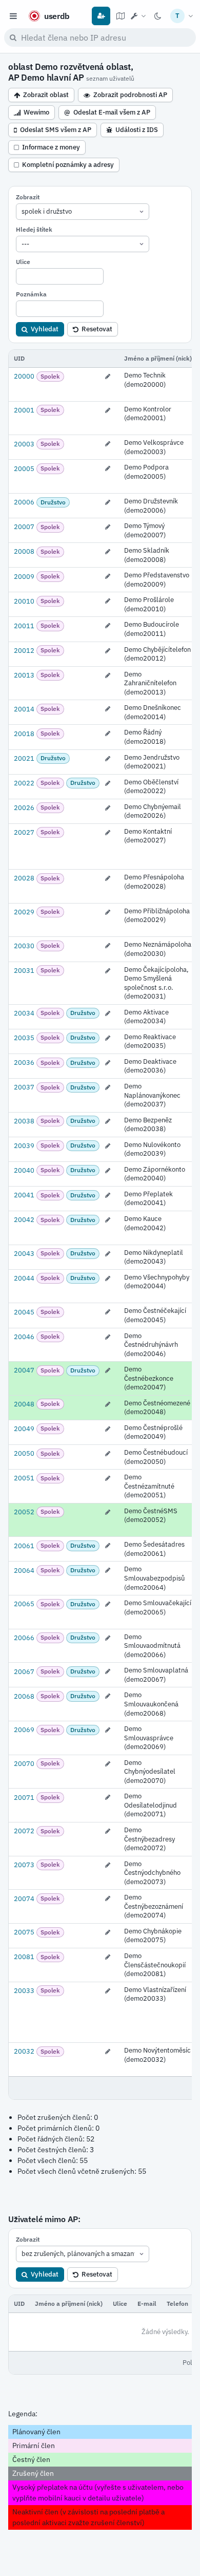 userdb
T
Hledej člena nebo IP adresu
oblast Demo rozvětvená oblast,
AP Demo hlavní AP seznam uživatelů
Zobrazit oblast
Zobrazit podrobnosti AP
Wewimo
Odeslat E-mail všem z AP
Odeslat SMS všem z AP
Události z IDS
Informace z money
Kompletní poznámky a adresy
Zobrazit
spolek i družstvo
Hledej štítek
---
Ulice
Poznámka
Vyhledat
Resetovat
UID Jméno a příjmení (nick)
20000 Spolek Demo Technik
(demo20000)
20001 Spolek Demo Kontrolor
(demo20001)
20003 Spolek Demo Velkosprávce
(demo20003)
20005 Spolek Demo Podpora
(demo20005)
20006 Družstvo Demo Družstevník
(demo20006)
20007 Spolek Demo Týmový
(demo20007)
20008 Spolek Demo Skladník
(demo20008)
20009 Spolek Demo Představenstvo
(demo20009)
20010 Spolek Demo Prošlárole
(demo20010)
20011 Spolek Demo Budoucírole
(demo20011)
20012 Spolek Demo Chybějícítelefon
(demo20012)
20013 Spolek Demo
Zahraničnítelefon
(demo20013)
20014 Spolek Demo Dnešníkonec
(demo20014)
20018 Spolek Demo Řádný
(demo20018)
20021 Družstvo Demo Jendružstvo
(demo20021)
20022 Spolek Družstvo Demo Oběčlenství
(demo20022)
20026 Spolek Demo Chybnýemail
(demo20026)
20027 Spolek Demo Kontaktní
(demo20027)
20028 Spolek Demo Přesnápoloha
(demo20028)
20029 Spolek Demo Přibližnápoloha
(demo20029)
20030 Spolek Demo Neznámápoloha
(demo20030)
20031 Spolek Demo Čekajícípoloha,
Demo Smyšlená
společnost s.r.o.
(demo20031)
20034 Spolek Družstvo Demo Aktivace
(demo20034)
20035 Spolek Družstvo Demo Reaktivace
(demo20035)
20036 Spolek Družstvo Demo Deaktivace
(demo20036)
20037 Spolek Družstvo Demo
Naplánovanýkonec
(demo20037)
20038 Spolek Družstvo Demo Bezpeněz
(demo20038)
20039 Spolek Družstvo Demo Nulovékonto
(demo20039)
20040 Spolek Družstvo Demo Zápornékonto
(demo20040)
20041 Spolek Družstvo Demo Přeplatek
(demo20041)
20042 Spolek Družstvo Demo Kauce
(demo20042)
20043 Spolek Družstvo Demo Nikdyneplatil
(demo20043)
20044 Spolek Družstvo Demo Všechnypohyby
(demo20044)
20045 Spolek Demo Čestnéčekající
(demo20045)
20046 Spolek Demo
Čestnédruhýnávrh
(demo20046)
20047 Spolek Družstvo Demo
Čestnébezkonce
(demo20047)
20048 Spolek Demo Čestnéomezené
(demo20048)
20049 Spolek Demo Čestnéprošlé
(demo20049)
20050 Spolek Demo Čestnébudoucí
(demo20050)
20051 Spolek Demo
Čestnézamítnuté
(demo20051)
20052 Spolek Demo ČestnéSMS
(demo20052)
20061 Spolek Družstvo Demo Šedesátadres
(demo20061)
20064 Spolek Družstvo Demo
Smlouvabezpodpisů
(demo20064)
20065 Spolek Družstvo Demo Smlouvačekající
(demo20065)
20066 Spolek Družstvo Demo
Smlouvaodmítnutá
(demo20066)
20067 Spolek Družstvo Demo Smlouvaplatná
(demo20067)
20068 Spolek Družstvo Demo
Smlouvaukončená
(demo20068)
20069 Spolek Družstvo Demo
Smlouvasprávce
(demo20069)
20070 Spolek Demo
Chybnýodesílatel
(demo20070)
20071 Spolek Demo
Odesílatelodjinud
(demo20071)
20072 Spolek Demo
Čestnýbezadresy
(demo20072)
20073 Spolek Demo
Čestnýodchybného
(demo20073)
20074 Spolek Demo
Čestnýbezoznámení
(demo20074)
20075 Spolek Demo Chybnákopie
(demo20075)
20081 Spolek Demo
Člensčástečnoukopií
(demo20081)
20033 Spolek Demo Vlastnízařízení
(demo20033)
20032 Spolek Demo Novýtentoměsíc
(demo20032)
Počet zrušených členů: 0
Počet primárních členů: 0
Počet řádných členů: 52
Počet čestných členů: 3
Počet všech členů: 55
Počet všech členů včetně zrušených: 55
Uživatelé mimo AP:
Zobrazit
bez zrušených, plánovaných a smazan
Vyhledat
Resetovat
UID Jméno a příjmení (nick) Ulice E-mail Telefon
Žádné výsledky.
Legenda:
Plánovaný člen
Primární člen
Čestný člen
Zrušený člen
Vysoký přeplatek na účtu (vyřešte s uživatelem, nebo
vyplnte mobilní kauci v detailu uživatele)
Neaktivní člen (v závislosti na poslední platbě a
poslední aktivaci zvažte zrušení členství)